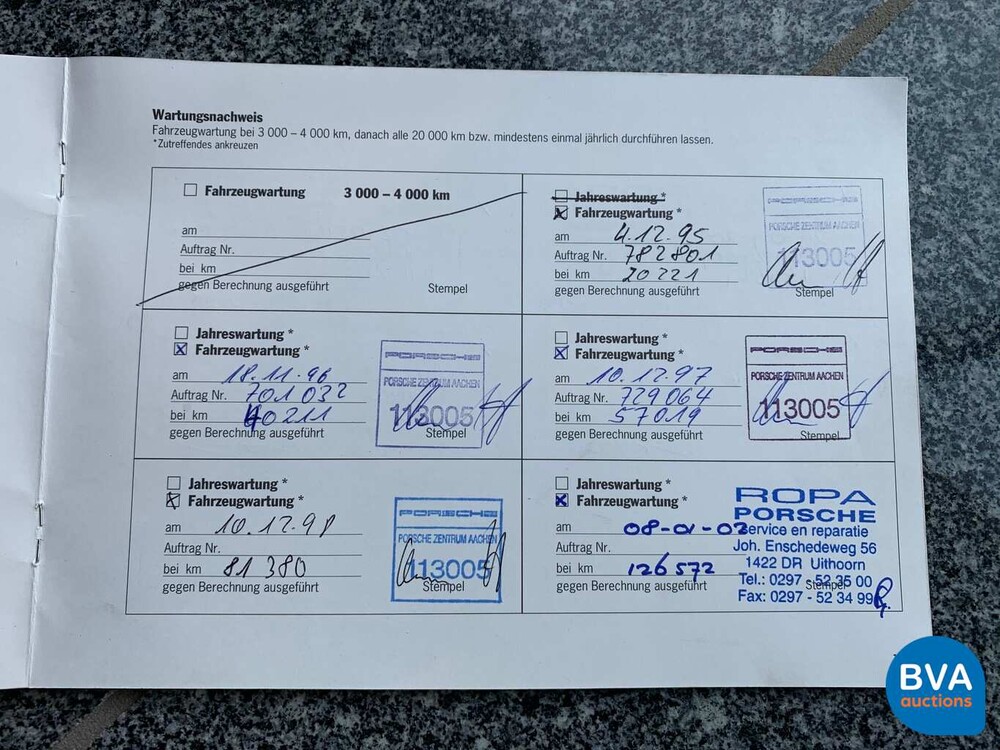 Wartungsnachweis
Fahrzeugwartung bei 3 000 – 4 000 km, danach alle 20 000 km bzw. mindestens einmal jährlich durchführen lassen.
*Zutreffendes ankreuzen
Fahrzeugwartung 3 000 – 4 000 km
am
Auftrag Nr.
bei km
gegen Berechnung ausgeführt
Stempel
Jahreswartung *
Fahrzeugwartung *
am 4.12.95
Auftrag Nr. 782801
bei km 20221
gegen Berechnung ausgeführt
PORSCHE
PORSCHE ZENTRUM AACHEN
113005
Stempel
Jahreswartung *
Fahrzeugwartung *
am 18.11.96
Auftrag Nr. 701032
bei km 40211
gegen Berechnung ausgeführt
PORSCHE
PORSCHE ZENTRUM AACHEN
113005
Stempel
Jahreswartung *
Fahrzeugwartung *
am 10.12.97
Auftrag Nr. 729064
bei km 57019
gegen Berechnung ausgeführt
PORSCHE
PORSCHE ZENTRUM AACHEN
113005
Stempel
Jahreswartung *
Fahrzeugwartung *
am 10.12.98
Auftrag Nr.
bei km 81380
gegen Berechnung ausgeführt
PORSCHE
PORSCHE ZENTRUM AACHEN
113005
Stempel
Jahreswartung *
Fahrzeugwartung *
am 08-01-02
Auftrag Nr.
bei km 126572
gegen Berechnung ausgeführt
Stempel
ROPA
PORSCHE
service en reparatie
Joh. Enschedeweg 56
1422 DR Uithoorn
Tel.: 0297 - 52 35 00
Fax: 0297 - 52 34 99
BVA
auctions